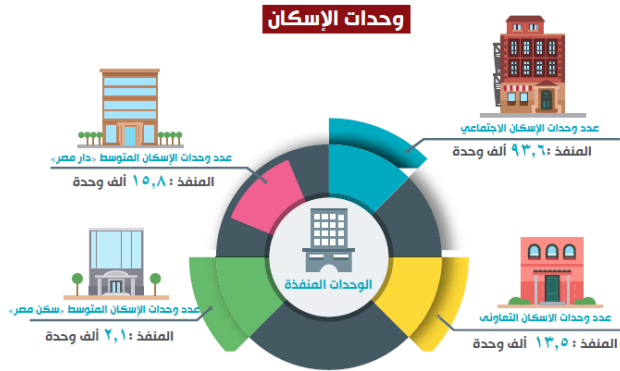 وحدات الإسكان
عدد وحدات الإسكان الاجتماعي
المنفذ : ٩٣,٦ ألف وحدة
عدد وحدات الإسكان المتوسط «دار مصر»
المنفذ : ١٥,٨ ألف وحدة
الوحدات المنفذة
عدد وحدات الاسكان التعاونى
المنفذ : ١٣,٥ ألف وحدة
عدد وحدات الإسكان المتوسط «سكن مصر»
المنفذ : ٢,١ ألف وحدة